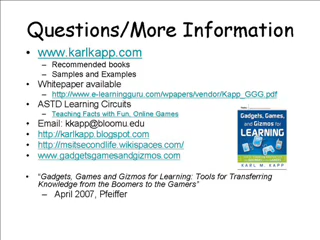 Questions/More Information
• www.karlkapp.com
– Recommended books
– Samples and Examples
• Whitepaper available
– http://www.e-learningguru.com/wpapers/vendor/Kapp_GGG.pdf
• ASTD Learning Circuits
– Teaching Facts with Fun, Online Games
• Email: kkapp@bloomu.edu
• http://karlkapp.blogspot.com
• http://msitsecondlife.wikispaces.com/
• www.gadgetsgamesandgizmos.com
Gadgets, Games,
and Gizmos for
LEARNING
KARL M. KAPP
• "Gadgets, Games and Gizmos for Learning: Tools for Transferring
Knowledge from the Boomers to the Gamers"
– April 2007, Pfeiffer